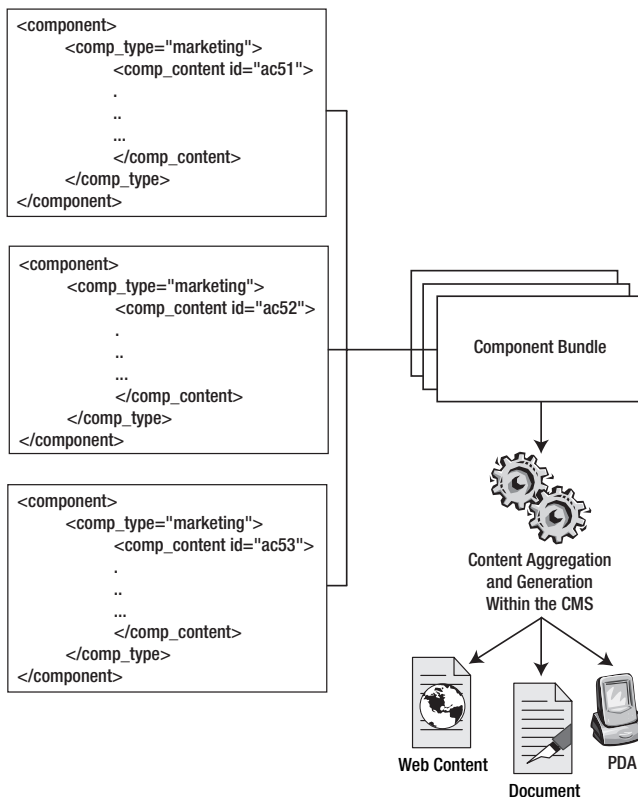 <component>
<comp_type="marketing">
<comp_content id="ac51">
.
..
...
</comp_content>
</comp_type>
</component>
<component>
<comp_type="marketing">
<comp_content id="ac52">
.
..
...
</comp_content>
</comp_type>
</component>
<component>
<comp_type="marketing">
<comp_content id="ac53">
.
..
...
</comp_content>
</comp_type>
</component>
Component Bundle
Content Aggregation
and Generation
Within the CMS
Web Content
Document
PDA